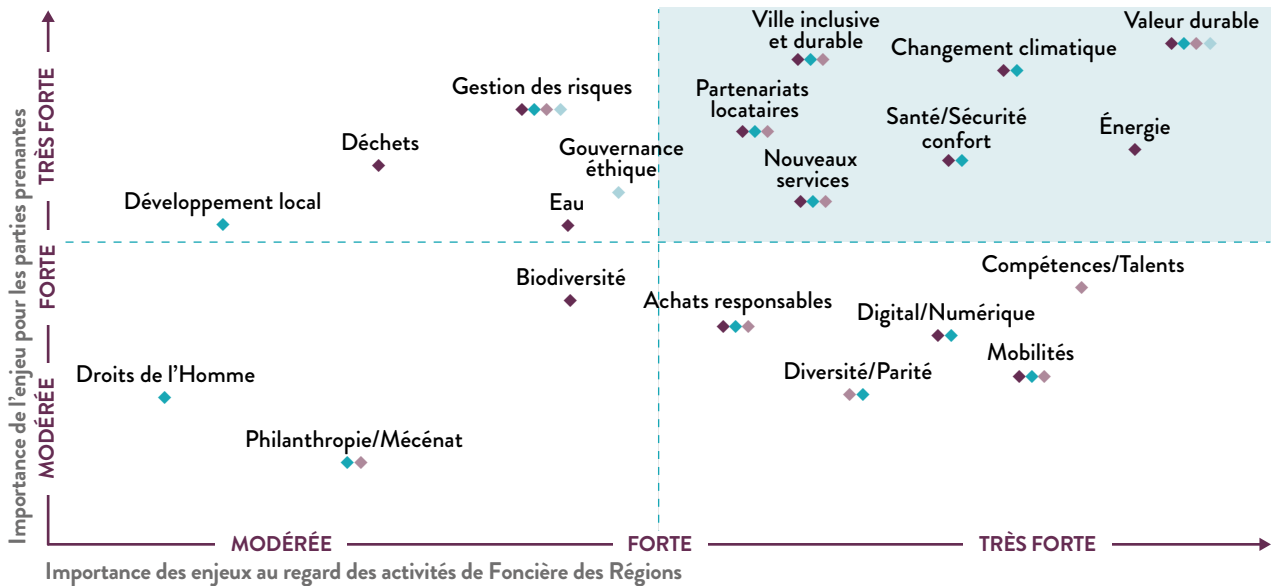 Importance de l'enjeu pour les parties prenantes
TRÈS FORTE
FORTE
MODÉRÉE
Ville inclusive
et durable
Valeur durable
Changement climatique
Gestion des risques
Partenariats
locataires
Santé/Sécurité
confort
Énergie
Déchets
Gouvernance
éthique
Nouveaux
services
Développement local
Eau
Biodiversité
Compétences/Talents
Achats responsables
Digital/Numérique
Mobilités
Droits de l'Homme
Diversité/Parité
Philanthropie/Mécénat
MODÉRÉE
FORTE
TRÈS FORTE
Importance des enjeux au regard des activités de Foncière des Régions